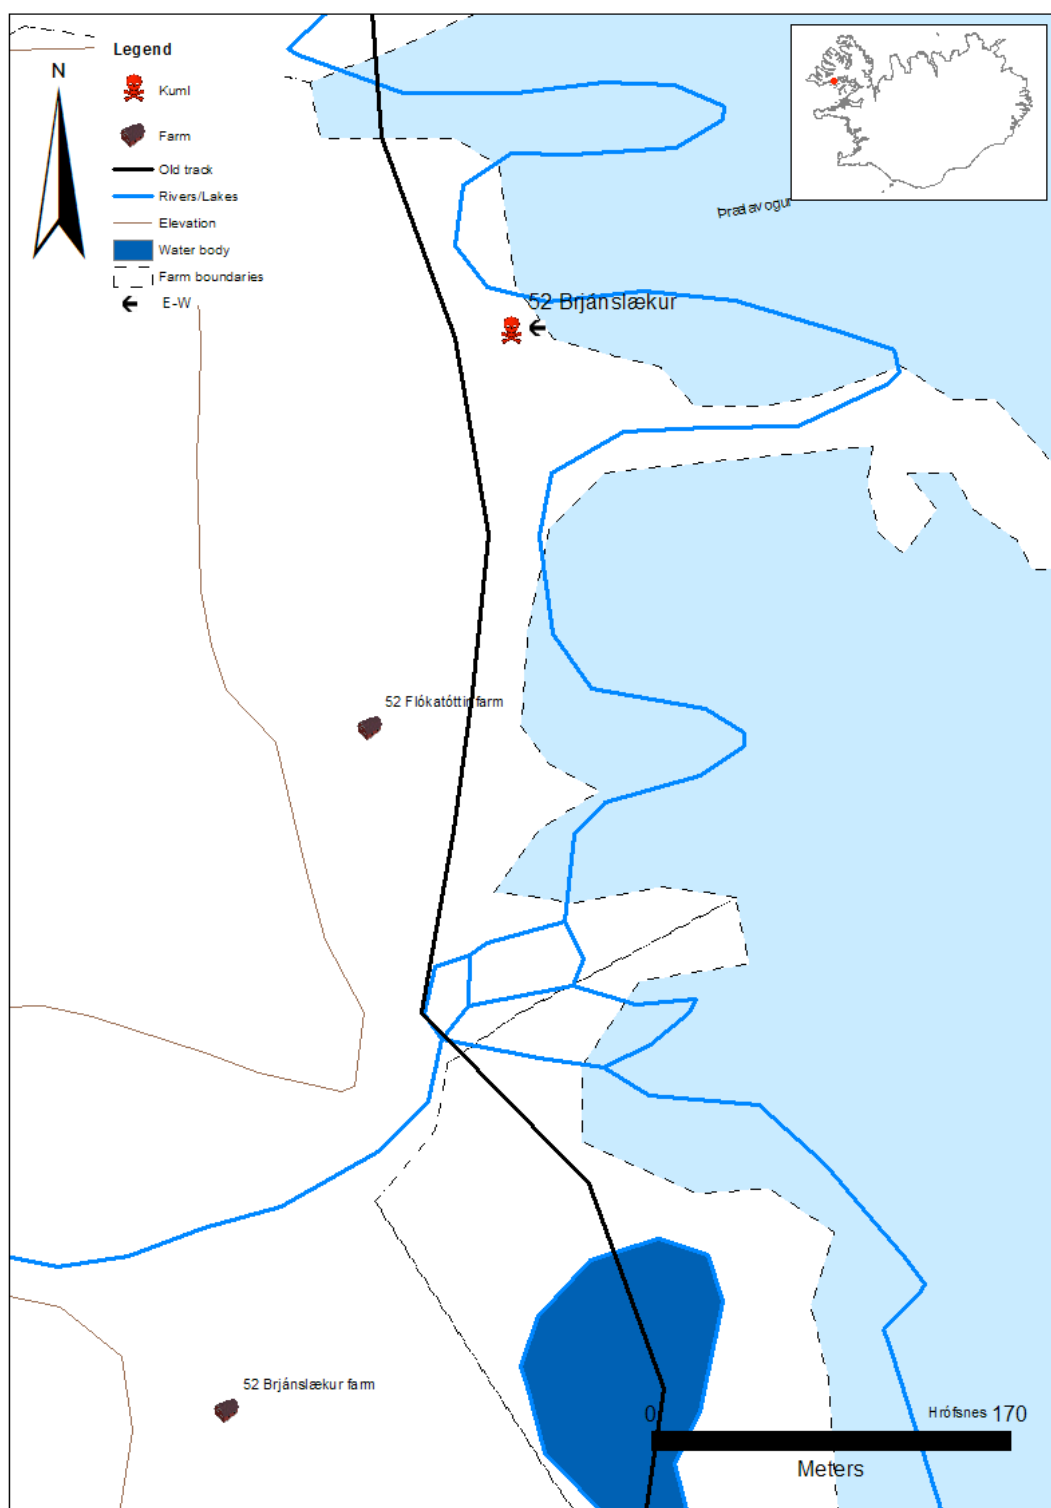 Legend
N
Kuml
Farm
Old track
Rivers/Lakes
Elevation
Water body
Farm boundaries
E-W
Þrælavogur
52 Brjánslækur
52 Flókatóttir farm
52 Brjánslækur farm
0
Hrófsnes
170
Meters